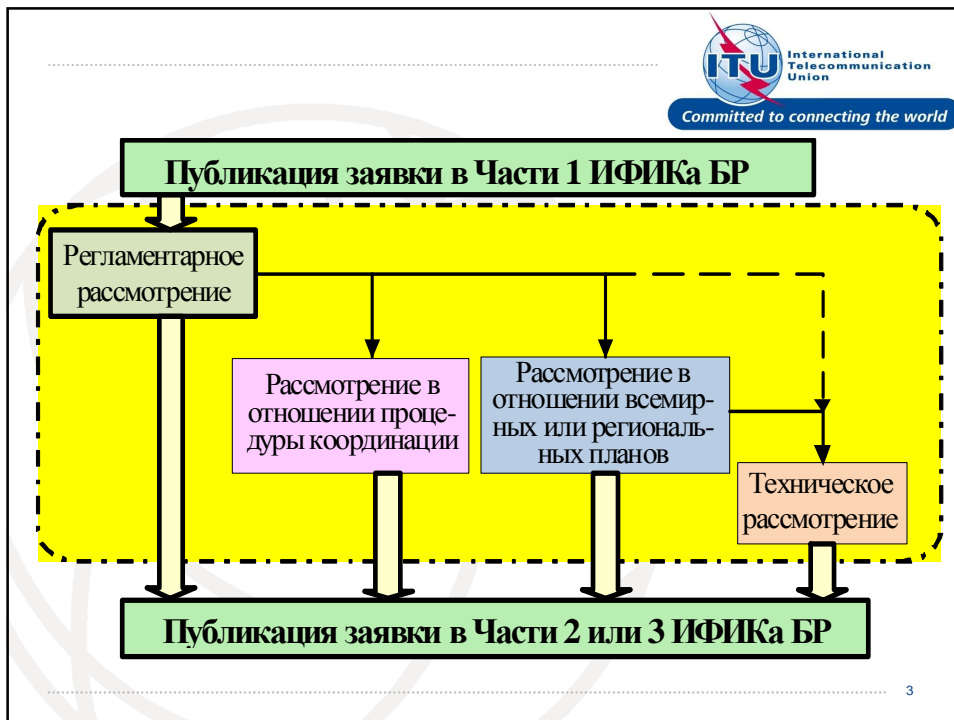 ITU
International
Telecommunication
Union
Committed to connecting the world
Публикация заявки в Части 1 ИФИКа БР
Регламентарное
рассмотрение
Рассмотрение в
отношении проце-
дуры координации
Рассмотрение в
отношении всемир-
ных или региональ-
ных планов
Техническое
рассмотрение
Публикация заявки в Части 2 или 3 ИФИКа БР
3